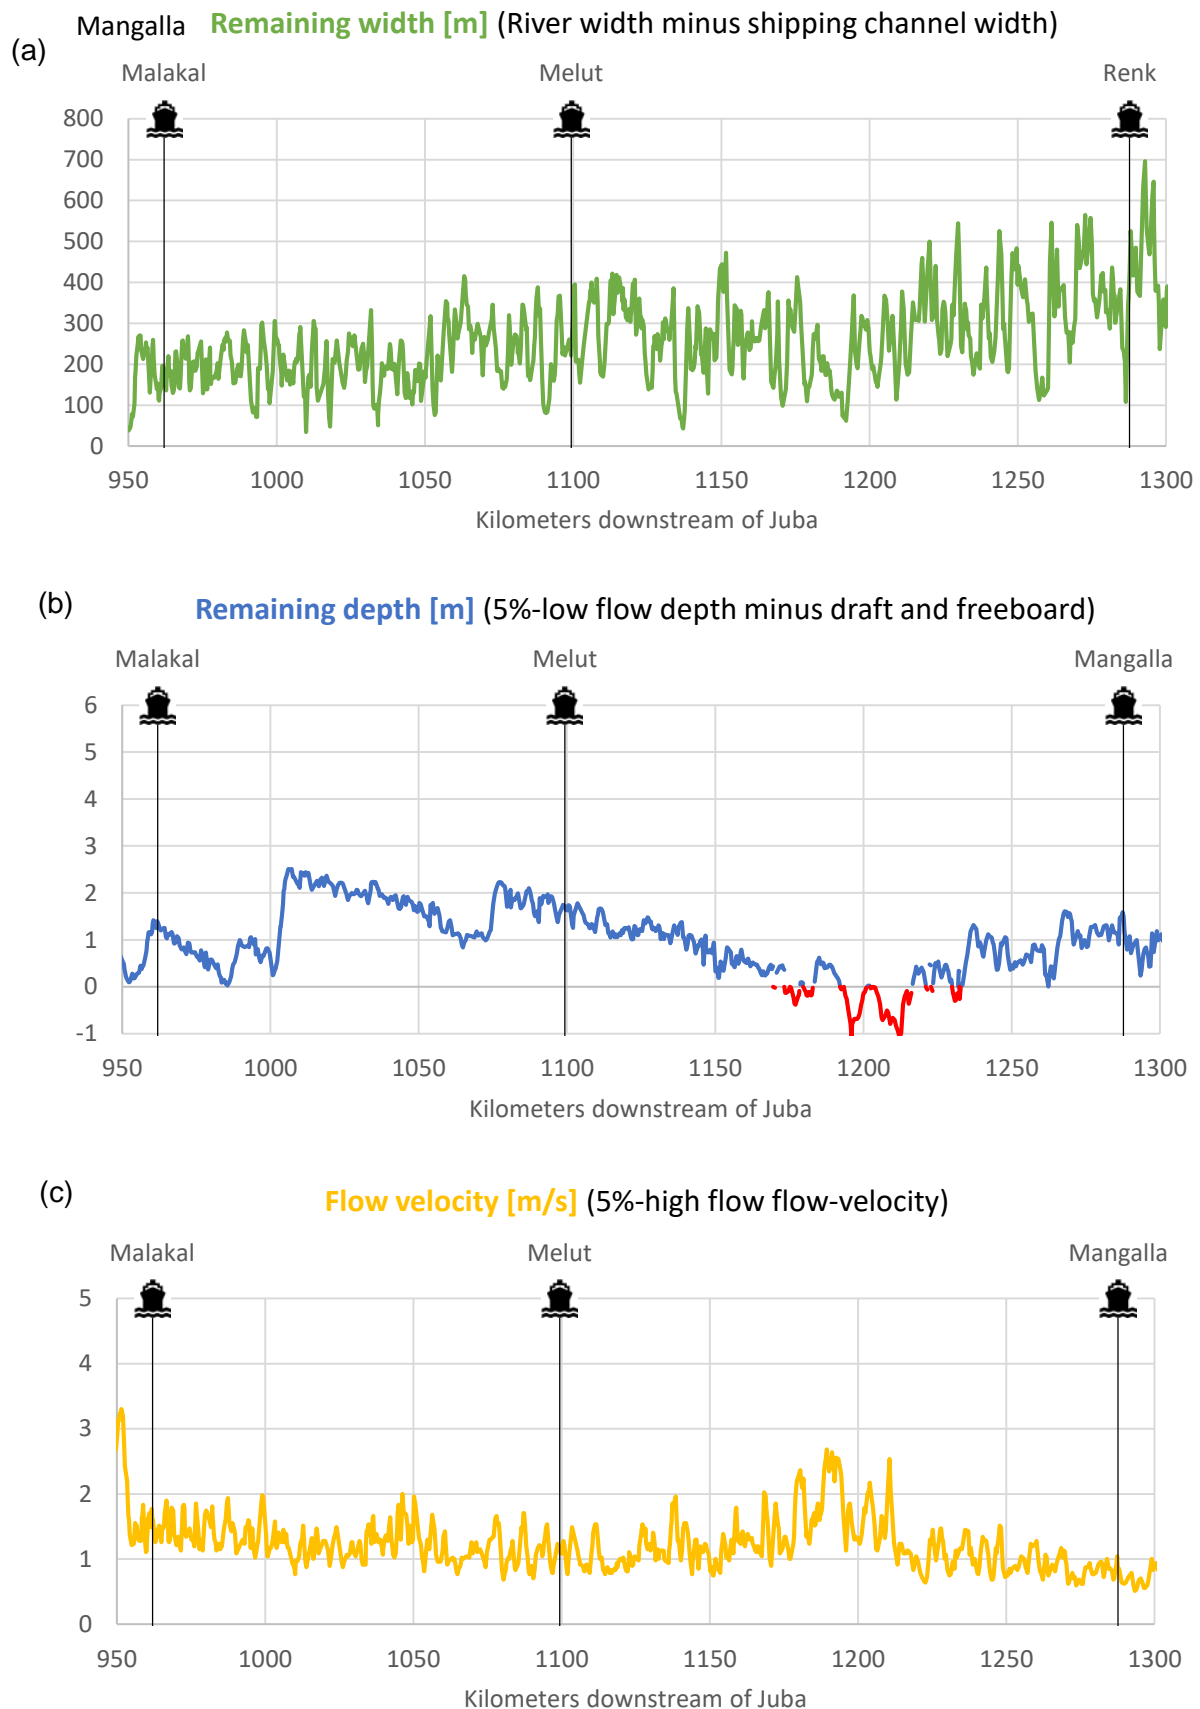 Mangalla Remaining width [m] (River width minus shipping channel width)
(a)
Malakal Melut Renk
800
700
600
500
400
300
200
100
0
950 1000 1050 1100 1150 1200 1250 1300
Kilometers downstream of Juba
(b) Remaining depth [m] (5%-low flow depth minus draft and freeboard)
Malakal Melut Mangalla
6
5
4
3
2
1
0
-1
950 1000 1050 1100 1150 1200 1250 1300
Kilometers downstream of Juba
(c) Flow velocity [m/s] (5%-high flow flow-velocity)
Malakal Melut Mangalla
5
4
3
2
1
0
950 1000 1050 1100 1150 1200 1250 1300
Kilometers downstream of Juba